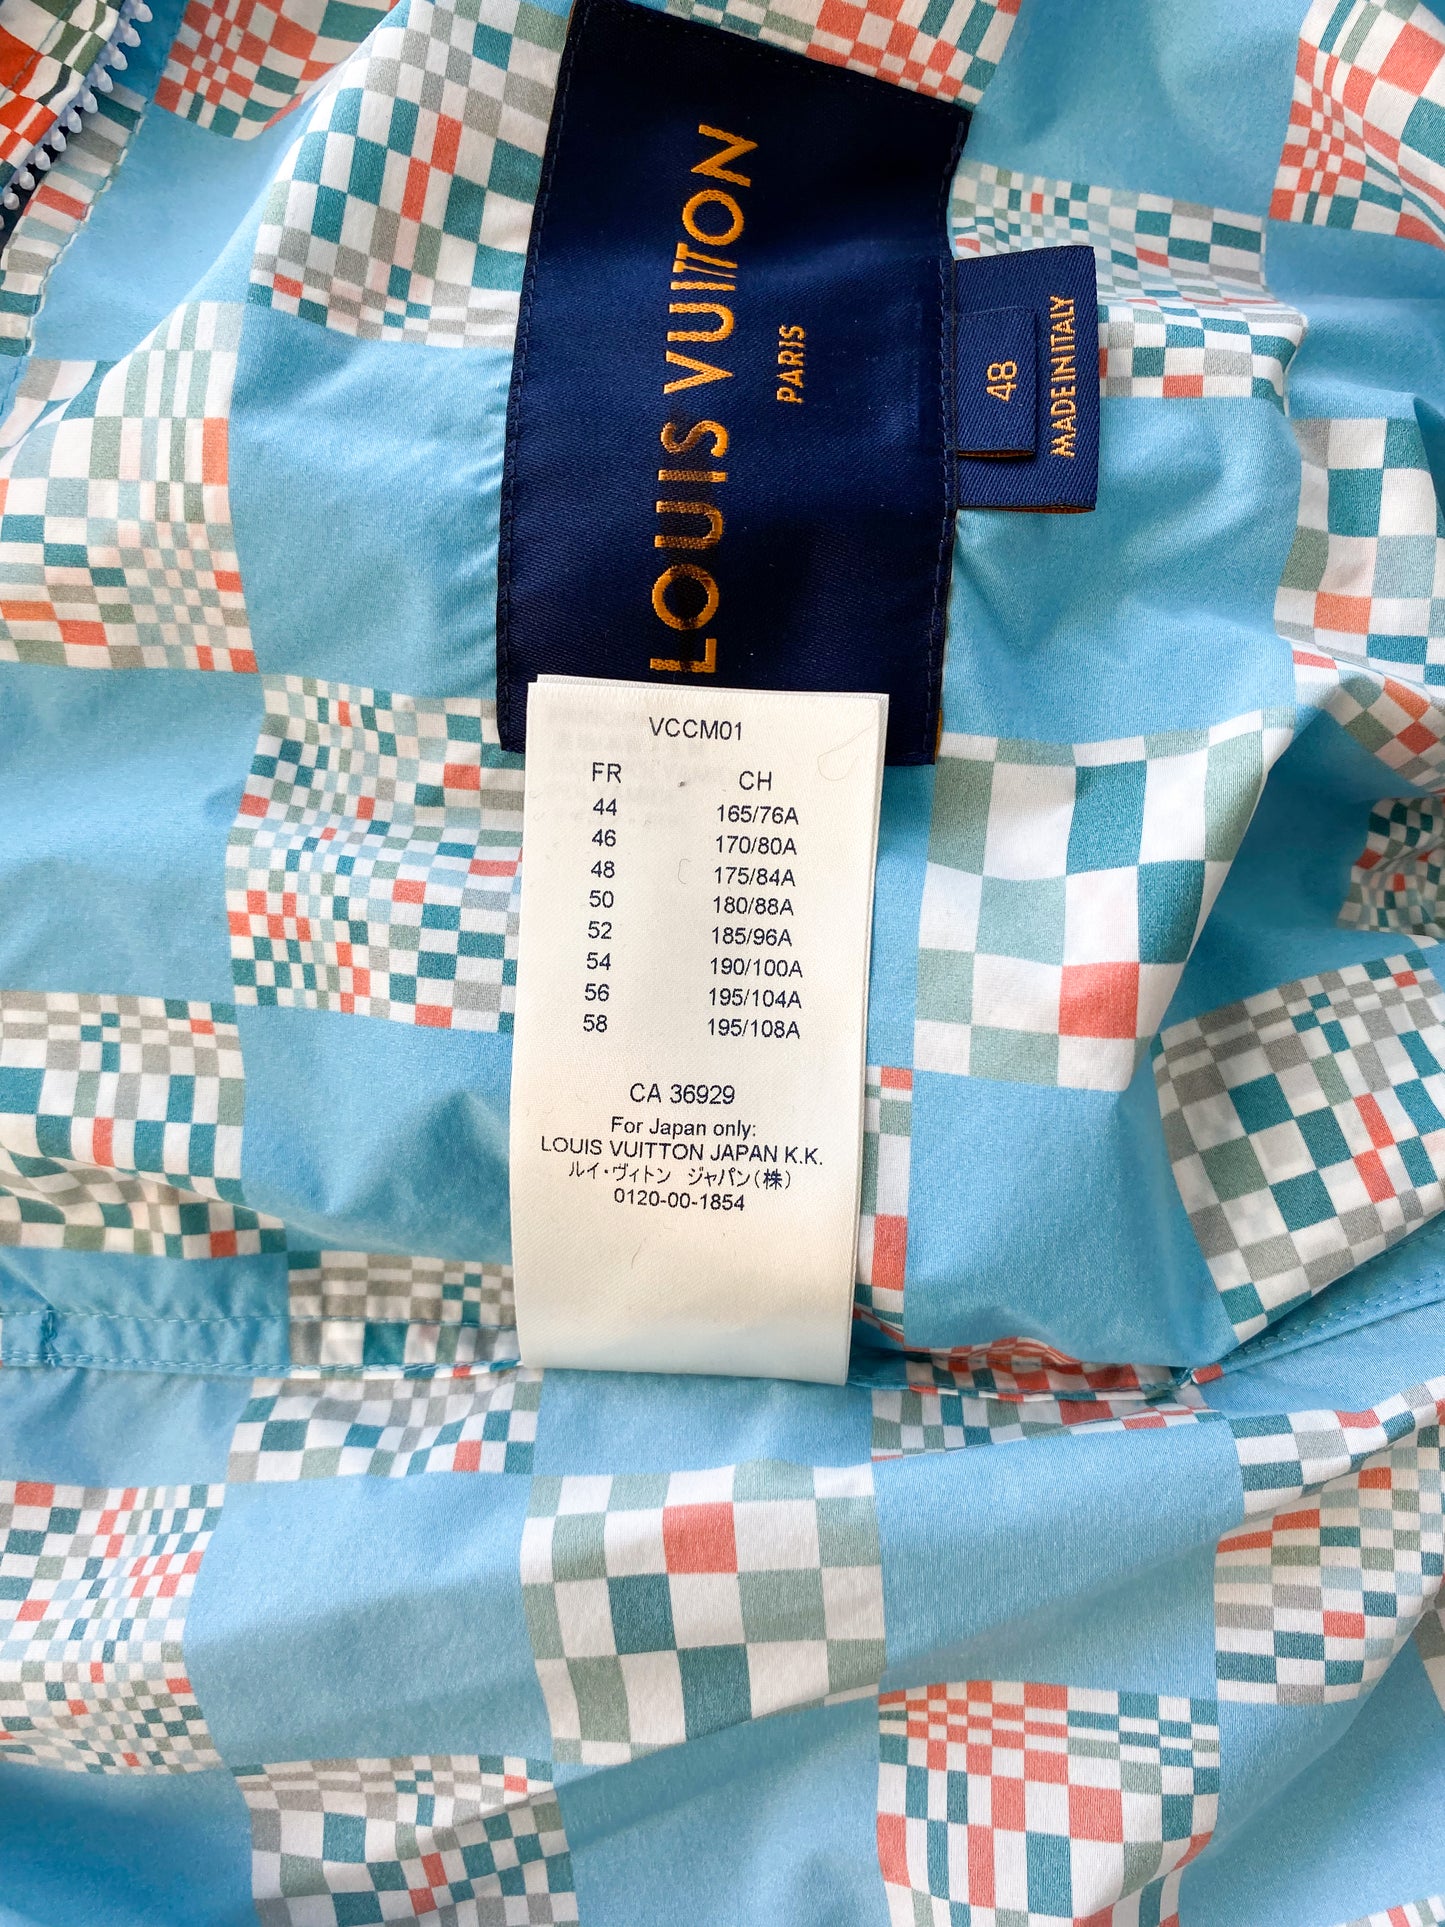 LOUIS VUITTON
PARIS
48
MADE IN ITALY
VCCM01
FR CH
44 165/76A
46 170/80A
48 175/84A
50 180/88A
52 185/96A
54 190/100A
56 195/104A
58 195/108A
CA 36929
For Japan only:
LOUIS VUITTON JAPAN K.K.
ルイ・ヴィトン ジャパン(株)
0120-00-1854